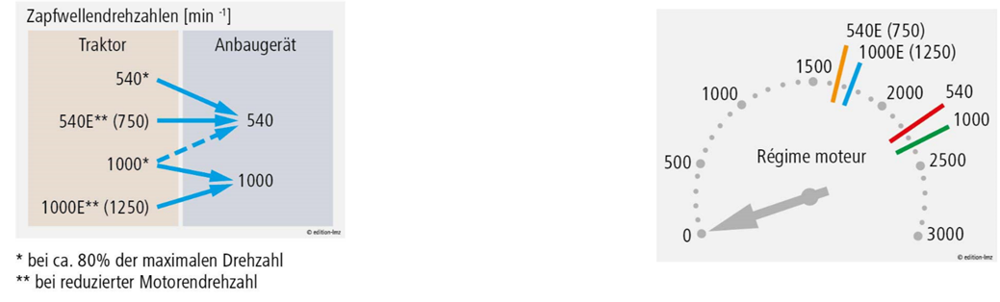 Zapfwellendrehzahlen [min -1]
Traktor
Anbaugerät
540*
540E** (750)
540
1000*
1000
1000E** (1250)
© edition-lmz
* bei ca. 80% der maximalen Drehzahl
** bei reduzierter Motorendrehzahl
540E (750)
1000E (1250)
1500
1000
2000
540
1000
Régime moteur
500
2500
0
3000
© edition-lmz